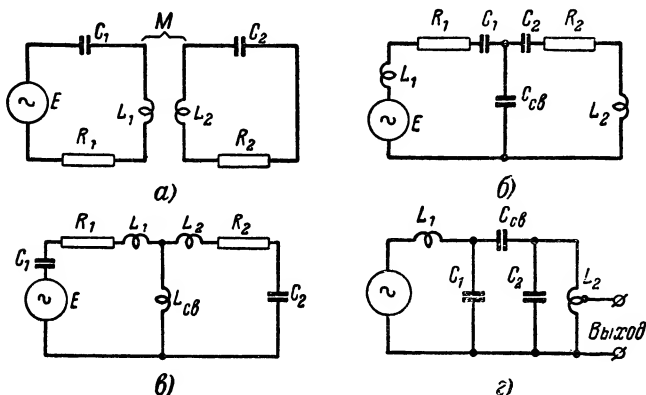 C₁ M C₂
E L₁ L₂
R₁ R₂
а)
R₁ C₁ C₂ R₂
L₁
E Cсв L₂
б)
R₁ L₁ L₂ R₂
C₁
E Lсв C₂
в)
L₁ Cсв
C₁ C₂ L₂
Выход
г)